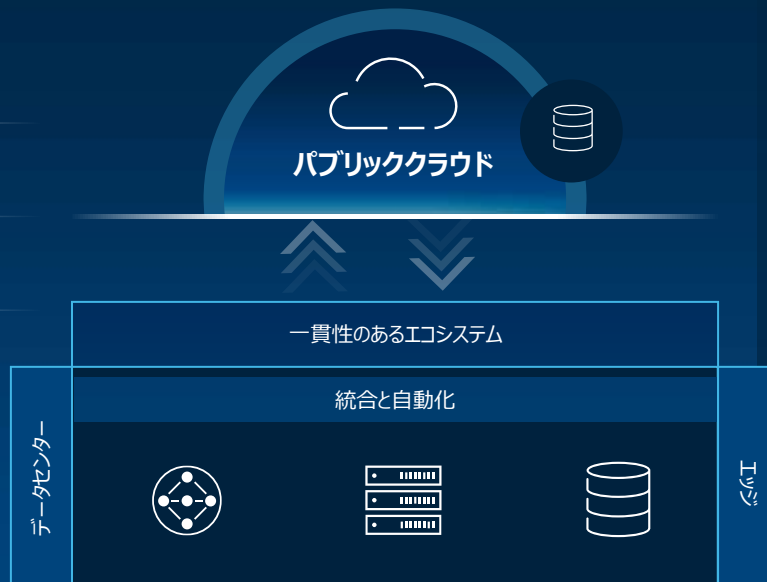 パブリッククラウド
一貫性のあるエコシステム
統合と自動化
データセンター
エッジ